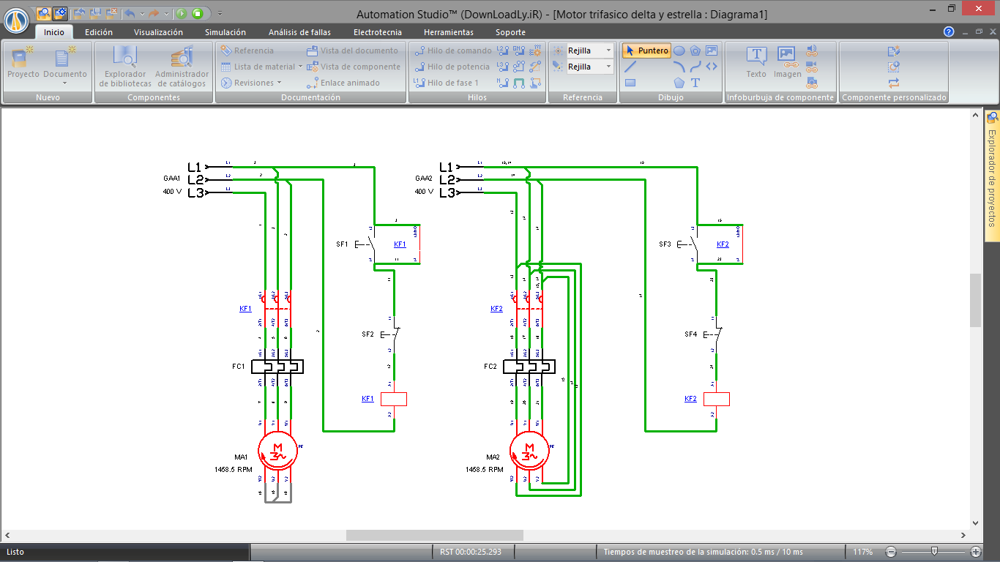 Automation Studio™ (DownLoadLy.iR) - [Motor trifasico delta y estrella : Diagrama1]
Inicio Edición Visualización Simulación Análisis de fallas Electrotecnia Herramientas Soporte
Proyecto Documento
Nuevo
Explorador de bibliotecas
Administrador de catálogos
Componentes
Referencia Vista del documento
Lista de material Vista de componente
Revisiones Enlace animado
Documentación
Hilo de comando
Hilo de potencia
Hilo de fase 1
Hilos
Rejilla
Rejilla
Referencia
Puntero
Dibujo
Texto Imagen
Infoburbuja de componente
Componente personalizado
Explorador de proyectos
L1
GAA1 L2
400 V L3
L1
GAA2 L2
400 V L3
SF1 KF1
SF3 KF2
KF1
KF2
SF2
SF4
FC1
FC2
KF1
KF2
M
3
MA1
1458.5 RPM
M
3
MA2
1458.5 RPM
Listo RST 00:00:25.293 Tiempos de muestreo de la simulación: 0.5 ms / 10 ms 117%